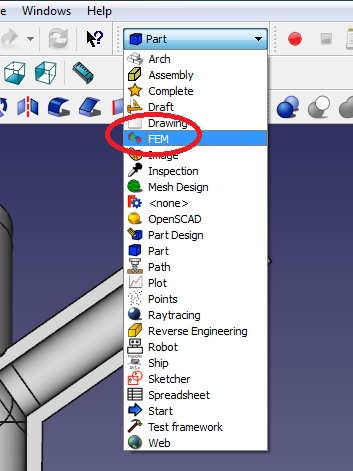 Windows Help
Part
Arch
Assembly
Complete
Draft
Drawing
FEM
Image
Inspection
Mesh Design
<none>
OpenSCAD
Part Design
Part
Path
Plot
Points
Raytracing
Reverse Engineering
Robot
Ship
Sketcher
Spreadsheet
Start
Test framework
Web